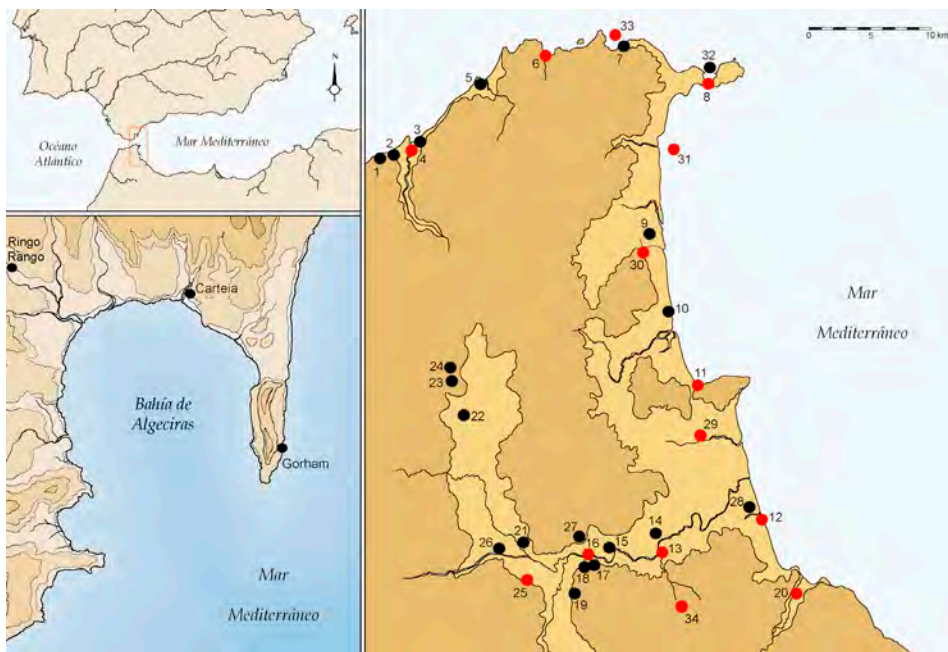 N
Océano
Atlántico
Mar Mediterráneo
Ringo
Rango
Carteia
Bahía de
Algeciras
Gorham
Mar
Mediterráneo
0 5 10 km
33
7
6
32
8
5
3
2
4
1
31
9
30
10
Mar
Mediterráneo
11
24
23
22
29
28
12
14
27
21
26
16
15
13
18
17
25
19
34
20